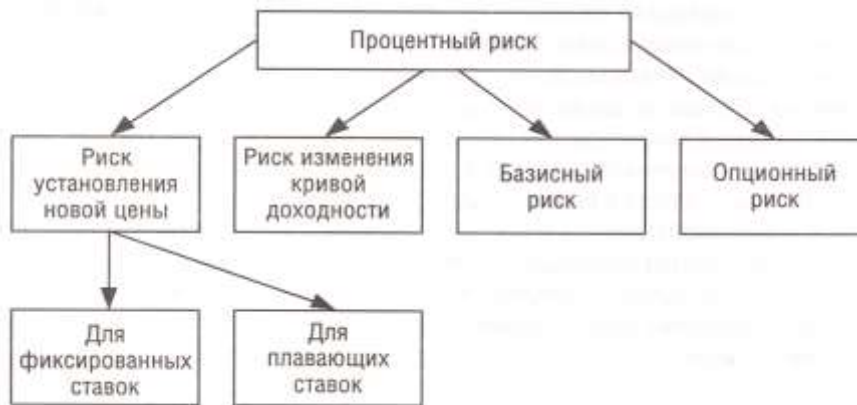 Процентный риск
Риск
установления
новой цены
Риск изменения
кривой
доходности
Базисный
риск
Опционный
риск
Для
фиксированных
ставок
Для
плавающих
ставок